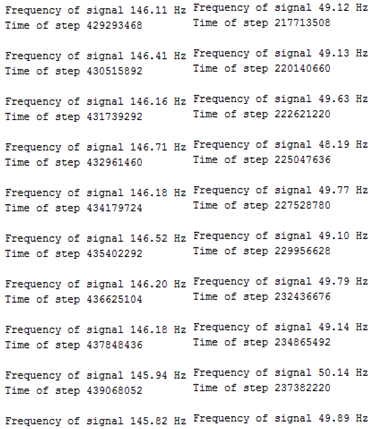 Frequency of signal 146.11 Hz
Time of step 429293468
Frequency of signal 146.41 Hz
Time of step 430515892
Frequency of signal 146.16 Hz
Time of step 431739292
Frequency of signal 146.71 Hz
Time of step 432961460
Frequency of signal 146.18 Hz
Time of step 434179724
Frequency of signal 146.52 Hz
Time of step 435402292
Frequency of signal 146.20 Hz
Time of step 436625104
Frequency of signal 146.18 Hz
Time of step 437848436
Frequency of signal 145.94 Hz
Time of step 439068052
Frequency of signal 145.82 Hz
Frequency of signal 49.12 Hz
Time of step 217713508
Frequency of signal 49.13 Hz
Time of step 220140660
Frequency of signal 49.63 Hz
Time of step 222621220
Frequency of signal 48.19 Hz
Time of step 225047636
Frequency of signal 49.77 Hz
Time of step 227528780
Frequency of signal 49.10 Hz
Time of step 229956628
Frequency of signal 49.79 Hz
Time of step 232436676
Frequency of signal 49.14 Hz
Time of step 234865492
Frequency of signal 50.14 Hz
Time of step 237382220
Frequency of signal 49.89 Hz